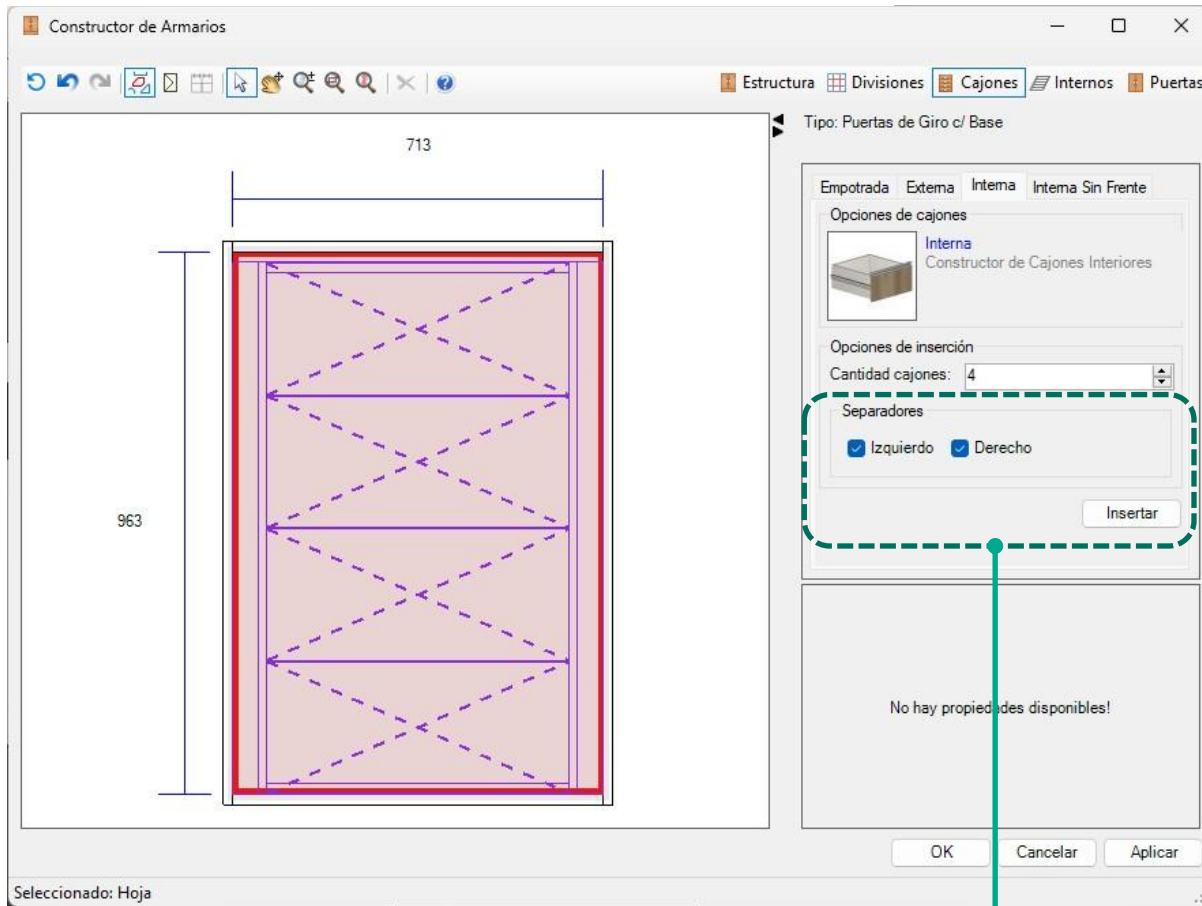 Constructor de Armarios
Estructura Divisiones Cajones Internos Puertas
Tipo: Puertas de Giro c/ Base
713
963
Empotrada Externa Interna Interna Sin Frente
Opciones de cajones
Interna
Constructor de Cajones Interiores
Opciones de inserción
Cantidad cajones: 4
Separadores
Izquierdo Derecho
Insertar
No hay propiedades disponibles!
OK Cancelar Aplicar
Seleccionado: Hoja